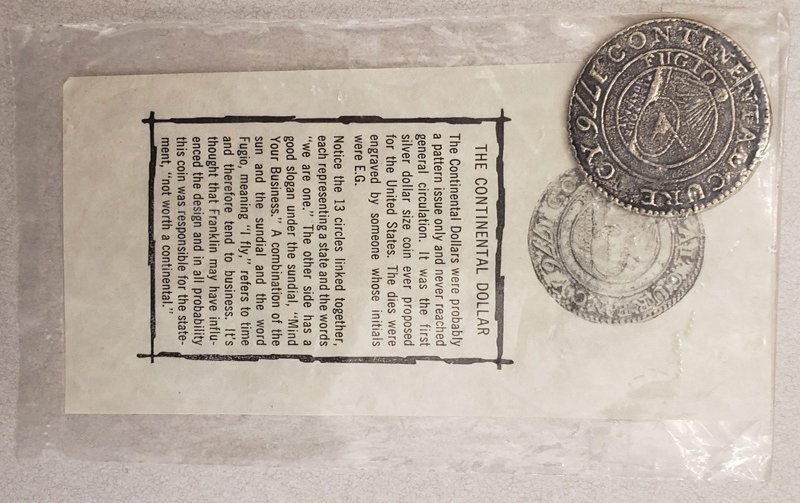 THE CONTINENTAL DOLLAR
The Continental Dollars were probably
a pattern issue only and never reached
general circulation. It was the first
silver dollar size coin ever proposed
for the United States. The dies were
engraved by someone whose initials
were E.G.
Notice the 13 circles linked together,
each representing a state and the words
"we are one." The other side has a
good slogan under the sundial, "Mind
Your Business." A combination of the
sun and the sundial and the word
Fugio, meaning "I fly," refers to time
and therefore tend to business. It's
thought that Franklin may have influ-
enced the design and in all probability
this coin was responsible for the state-
ment, "not worth a continental."
CONTINENTAL CURENCY 1776
FUGIO